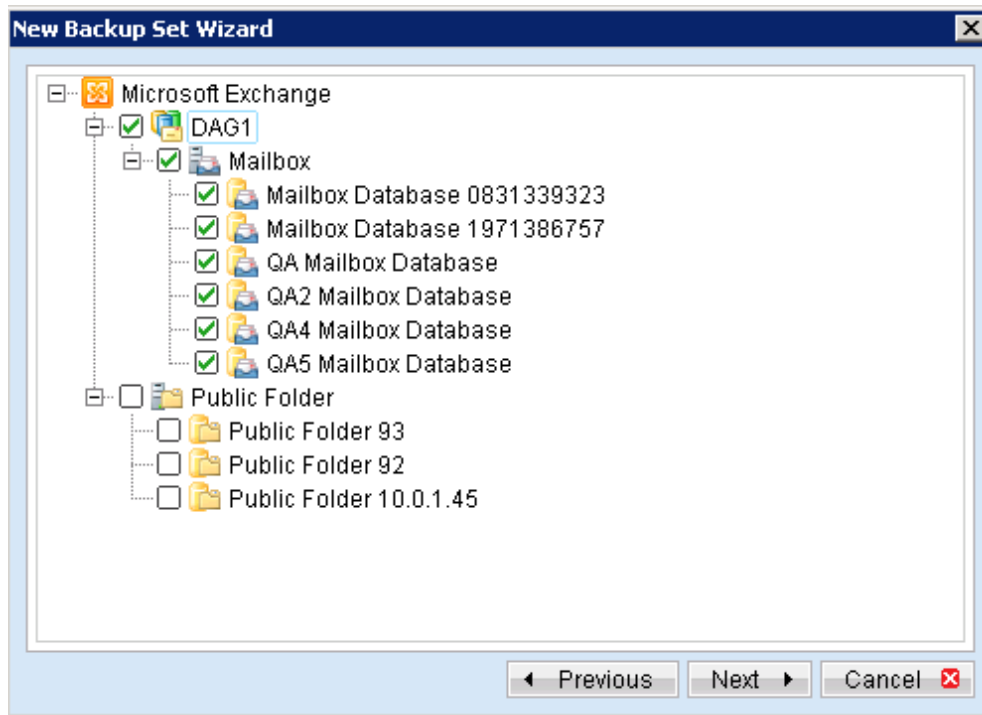 New Backup Set Wizard
Microsoft Exchange
DAG1
Mailbox
Mailbox Database 0831339323
Mailbox Database 1971386757
QA Mailbox Database
QA2 Mailbox Database
QA4 Mailbox Database
QA5 Mailbox Database
Public Folder
Public Folder 93
Public Folder 92
Public Folder 10.0.1.45
Previous Next Cancel